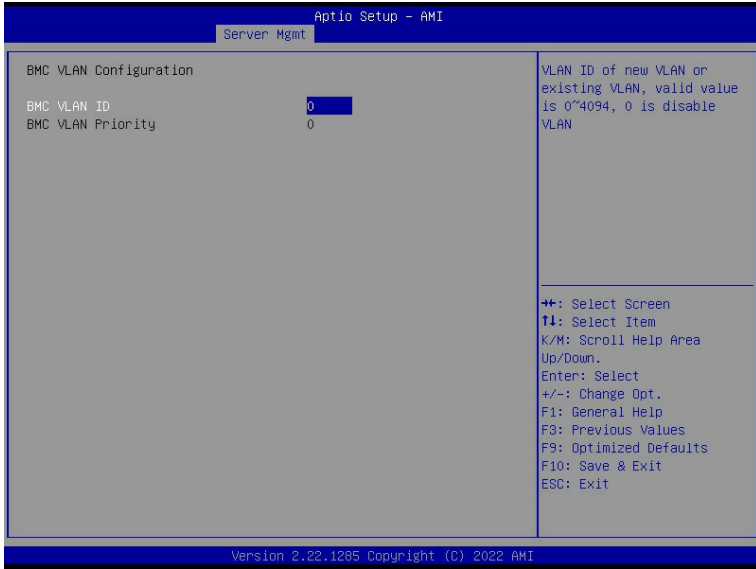 Aptio Setup - AMI
Server Mgmt
BMC VLAN Configuration
BMC VLAN ID 0
BMC VLAN Priority 0
VLAN ID of new VLAN or
existing VLAN, valid value
is 0~4094, 0 is disable
VLAN
→←: Select Screen
↑↓: Select Item
K/M: Scroll Help Area
Up/Down.
Enter: Select
+/-: Change Opt.
F1: General Help
F3: Previous Values
F9: Optimized Defaults
F10: Save & Exit
ESC: Exit
Version 2.22.1285 Copyright (C) 2022 AMI